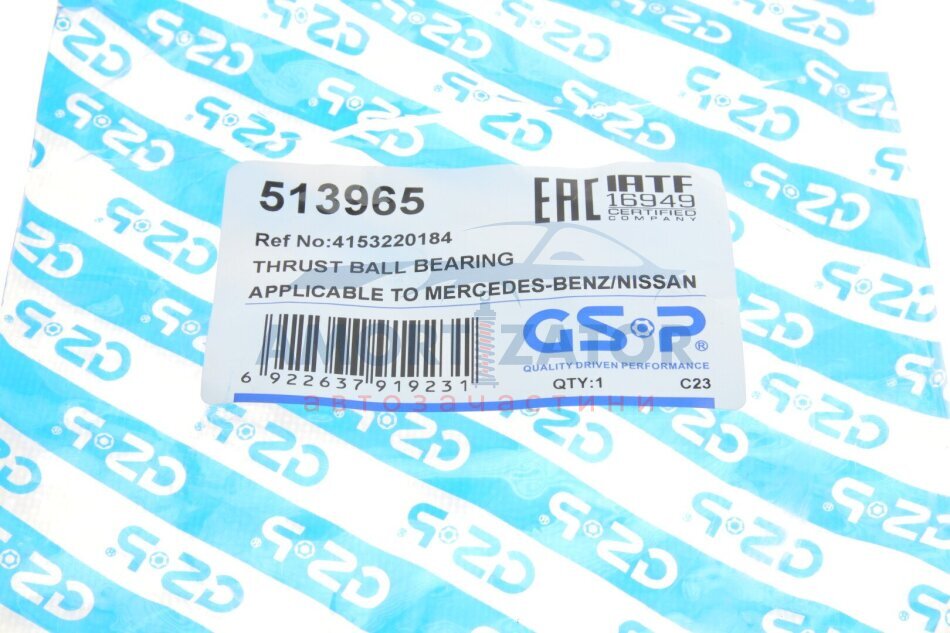 513965
EAC IATF
16949
CERTIFIED
COMPANY
Ref No:4153220184
THRUST BALL BEARING
APPLICABLE TO MERCEDES-BENZ/NISSAN
GSP®
AMORTIZATOR
QUALITY DRIVEN PERFORMANCE
6 922637 919231
QTY:1 C23
автозапчастини